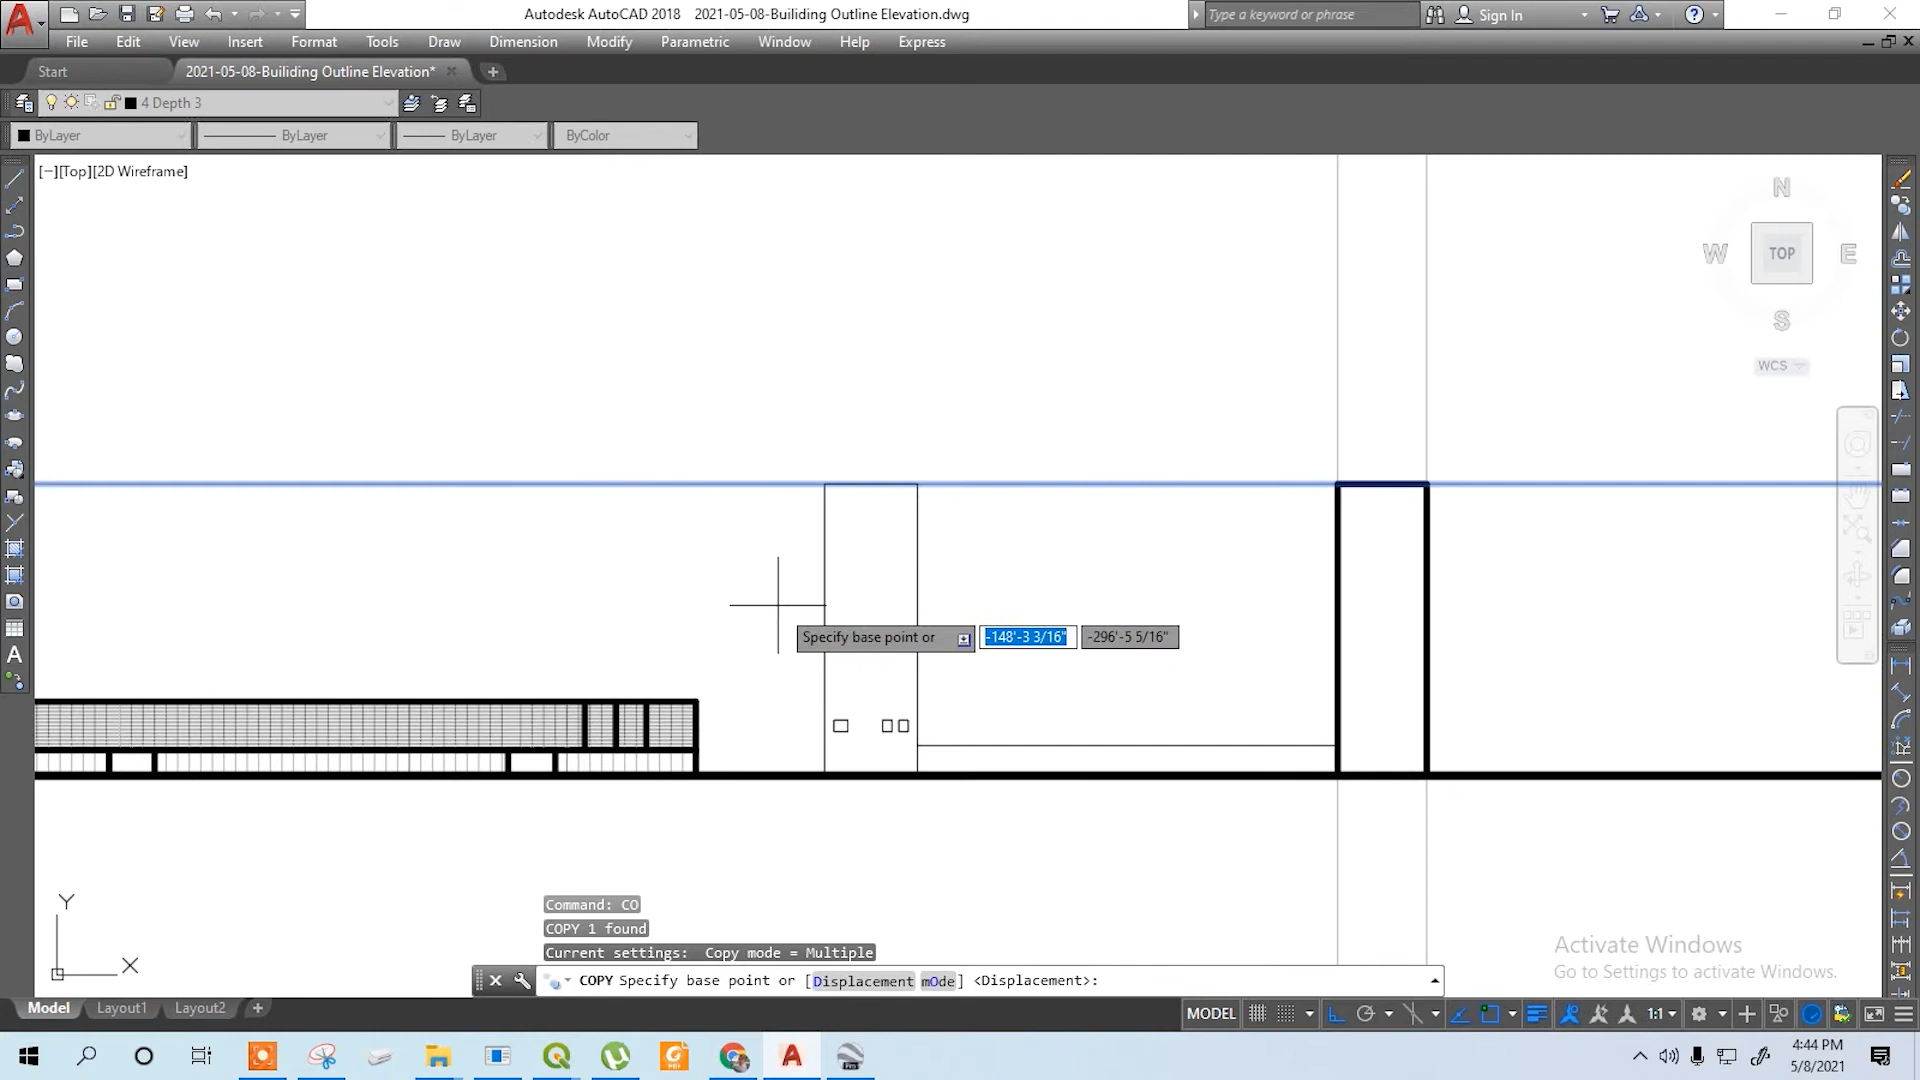 Autodesk AutoCAD 2018 2021-05-08-Builiding Outline Elevation.dwg
Type a keyword or phrase
Sign In
File Edit View Insert Format Tools Draw Dimension Modify Parametric Window Help Express
Start
2021-05-08-Builiding Outline Elevation*
4 Depth 3
ByLayer ByLayer ByLayer ByColor
[−][Top][2D Wireframe]
N
W TOP E
S
WCS
Specify base point or -148'-3 3/16" -296'-5 5/16"
Y
X
Command: CO
COPY 1 found
Current settings: Copy mode = Multiple
COPY Specify base point or [Displacement mOde] <Displacement>:
Activate Windows
Go to Settings to activate Windows.
Model Layout1 Layout2
MODEL 1:1
4:44 PM
5/8/2021